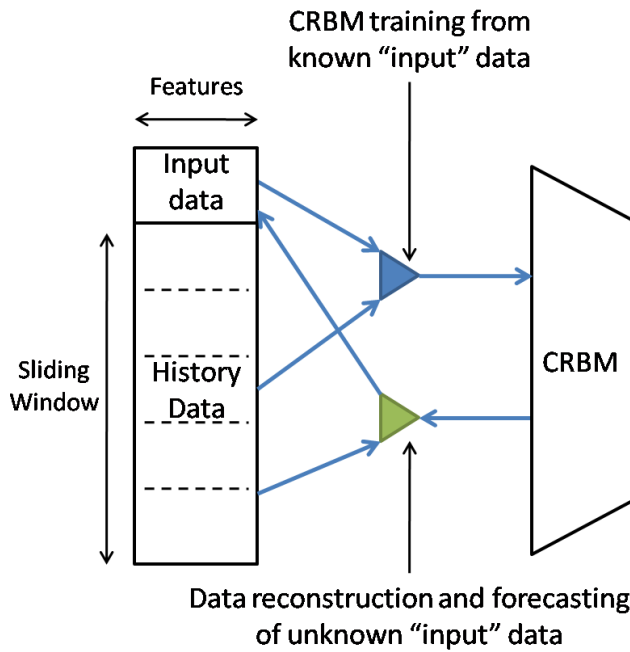 CRBM training from
known “input” data
Features
Input
data
Sliding
Window
History
Data
CRBM
Data reconstruction and forecasting
of unknown “input” data